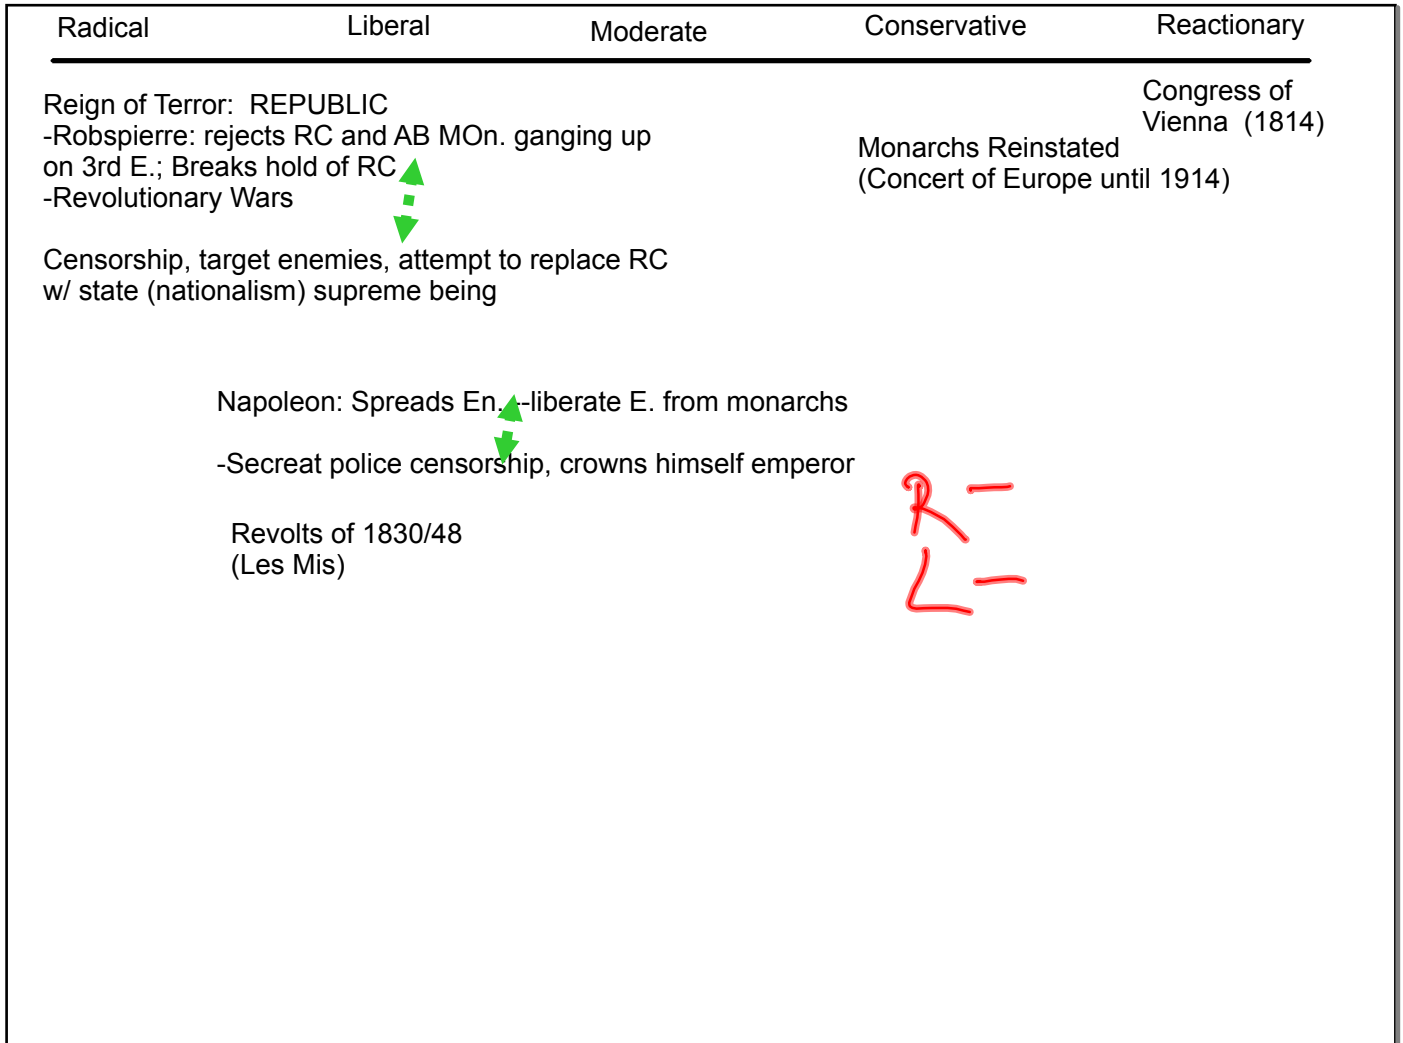 Radical Liberal Moderate Conservative Reactionary
Reign of Terror: REPUBLIC
-Robspierre: rejects RC and AB MOn. ganging up
on 3rd E.; Breaks hold of RC
-Revolutionary Wars
Censorship, target enemies, attempt to replace RC
w/ state (nationalism) supreme being
Congress of
Vienna (1814)
Monarchs Reinstated
(Concert of Europe until 1914)
Napoleon: Spreads En. --liberate E. from monarchs
-Secreat police censorship, crowns himself emperor
Revolts of 1830/48
(Les Mis)
R -
L -